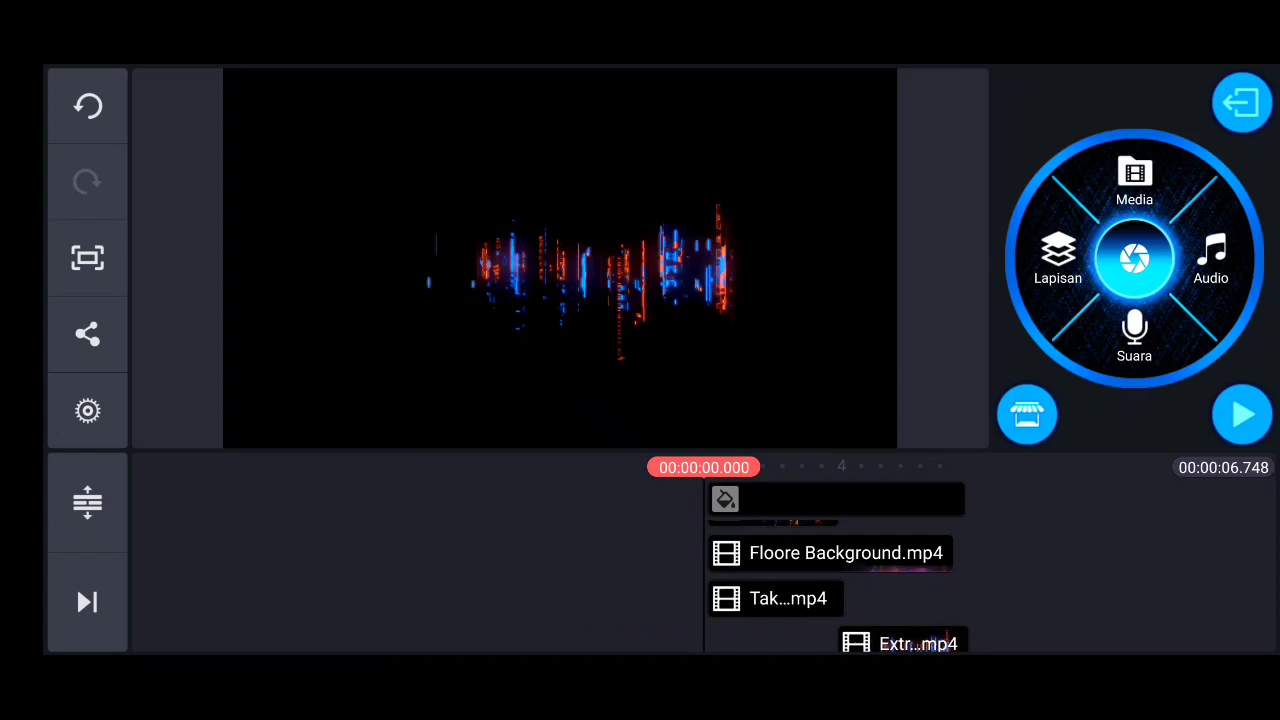 Media
Lapisan
Audio
Suara
00:00:00.000
4
00:00:06.748
Floore Background.mp4
Tak...mp4
Extr...mp4